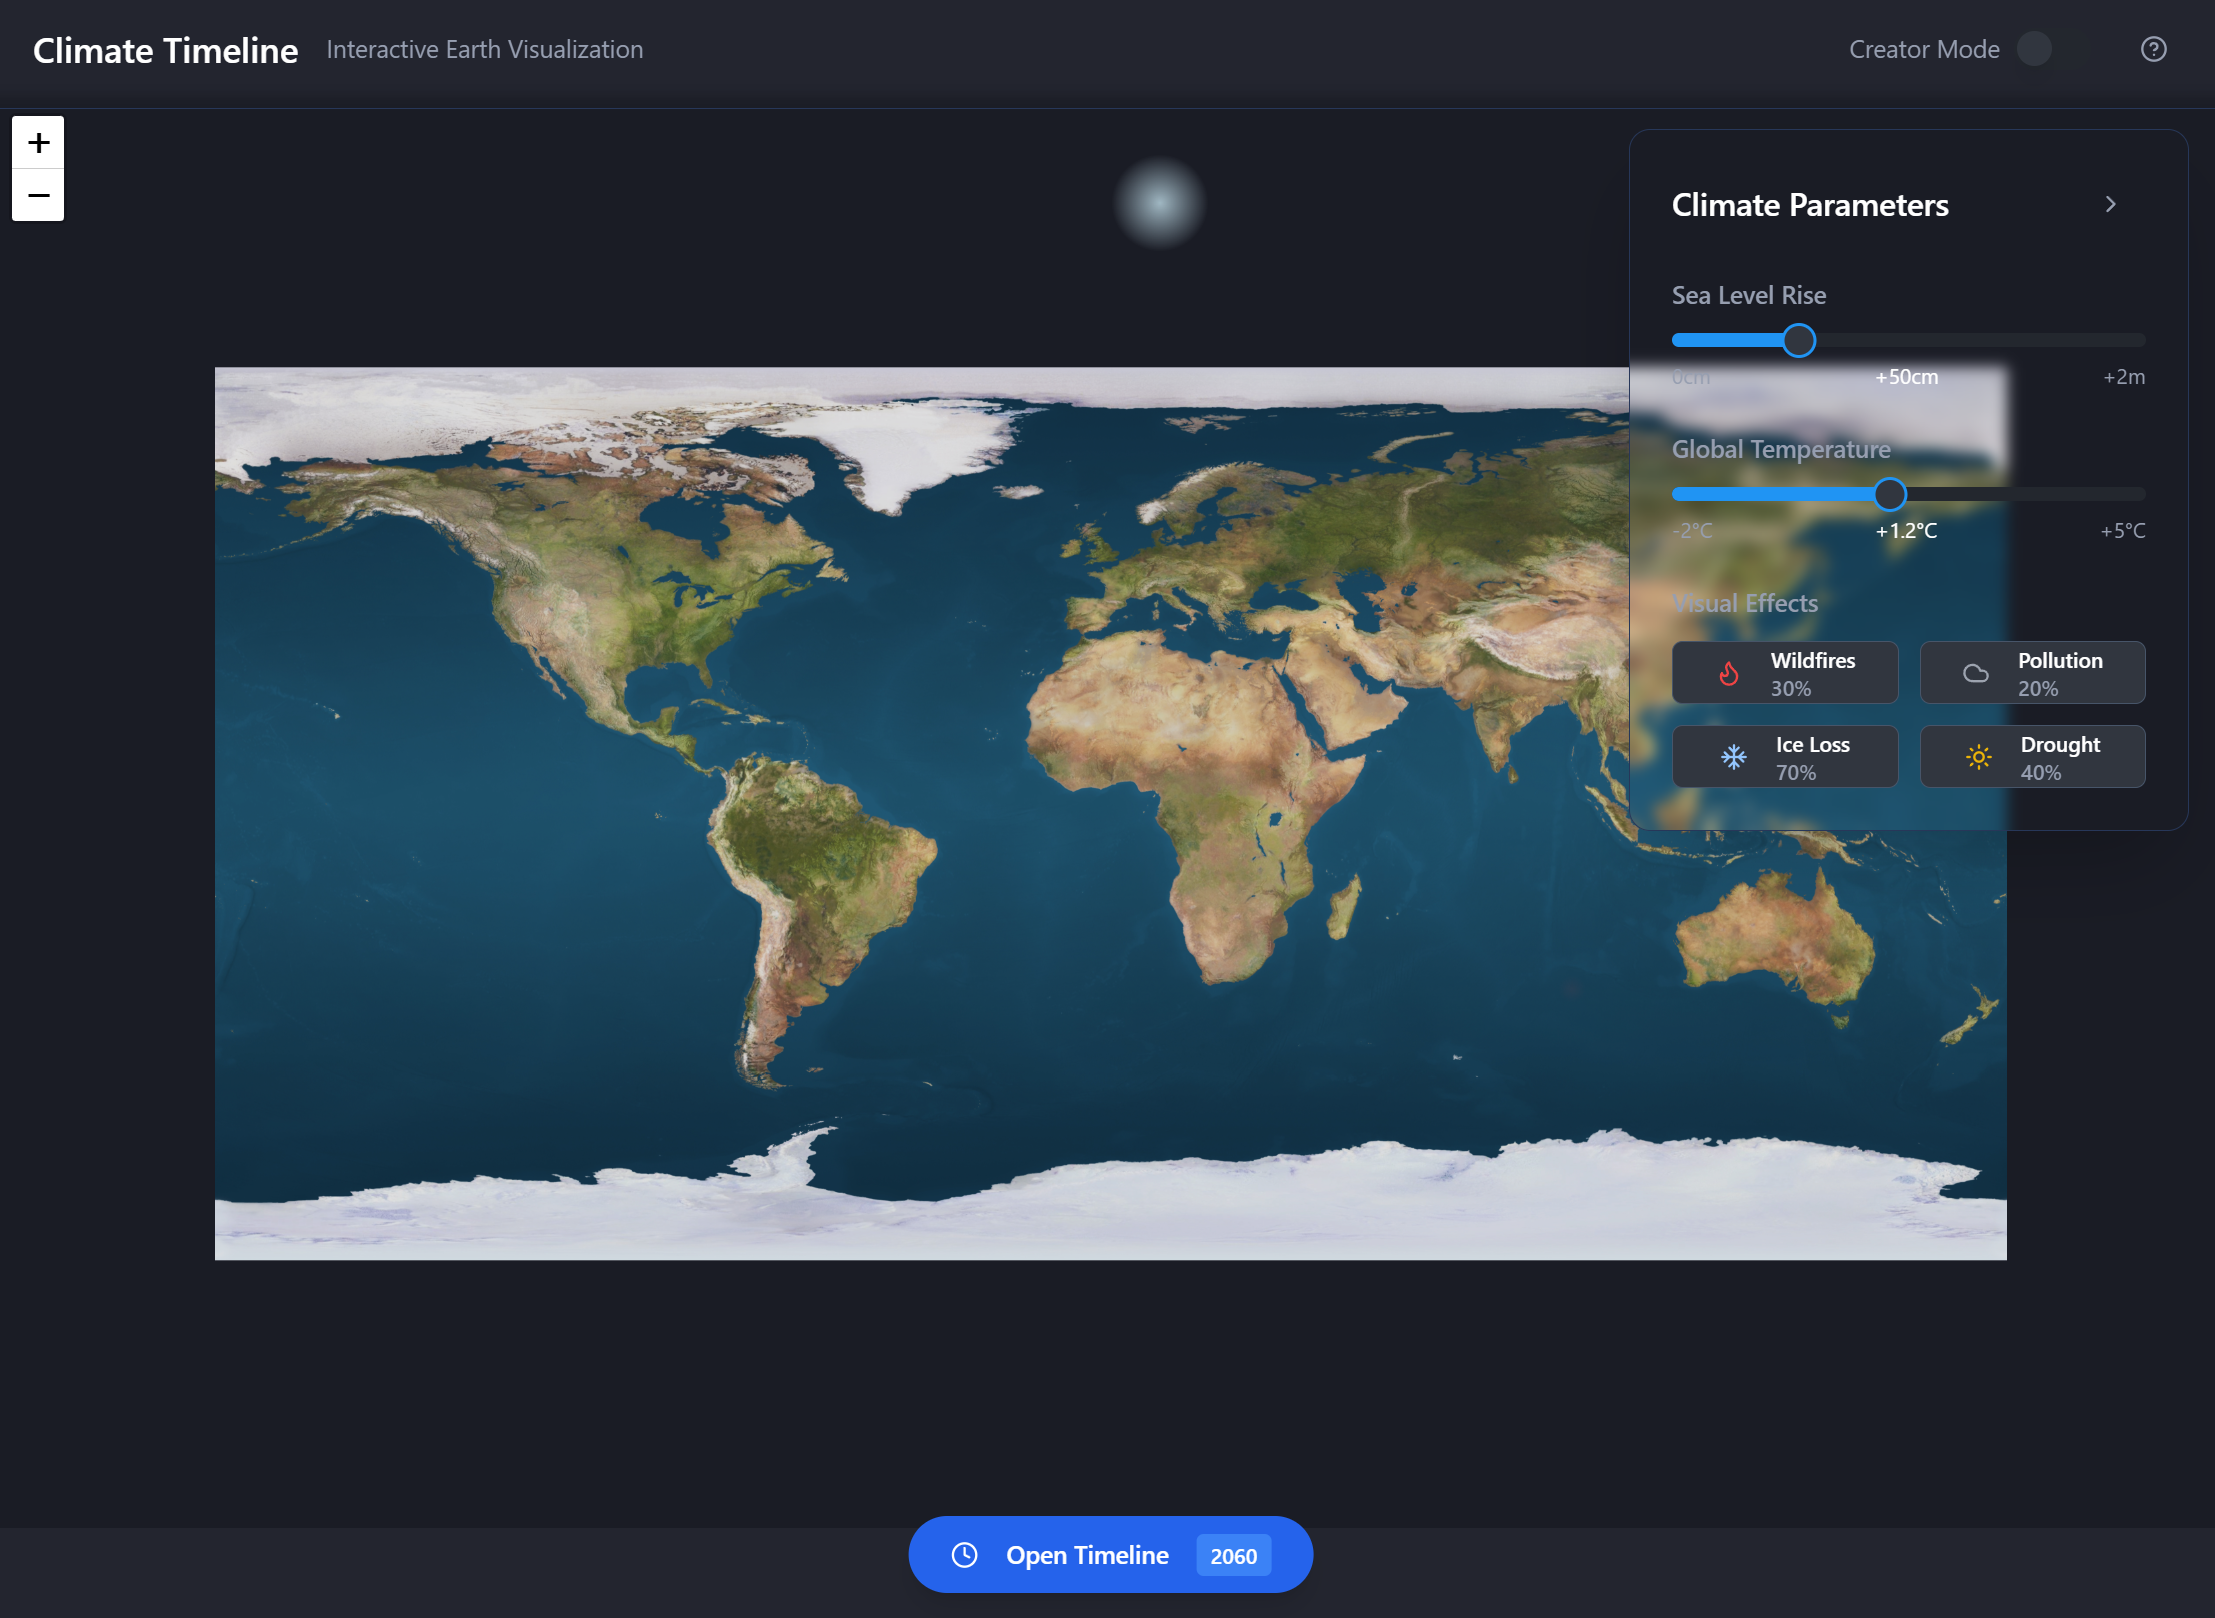 Climate Timeline Interactive Earth Visualization Creator Mode
+
−
Climate Parameters
Sea Level Rise
0cm +50cm +2m
Global Temperature
-2°C +1.2°C +5°C
Visual Effects
Wildfires
30%
Pollution
20%
Ice Loss
70%
Drought
40%
Open Timeline 2060